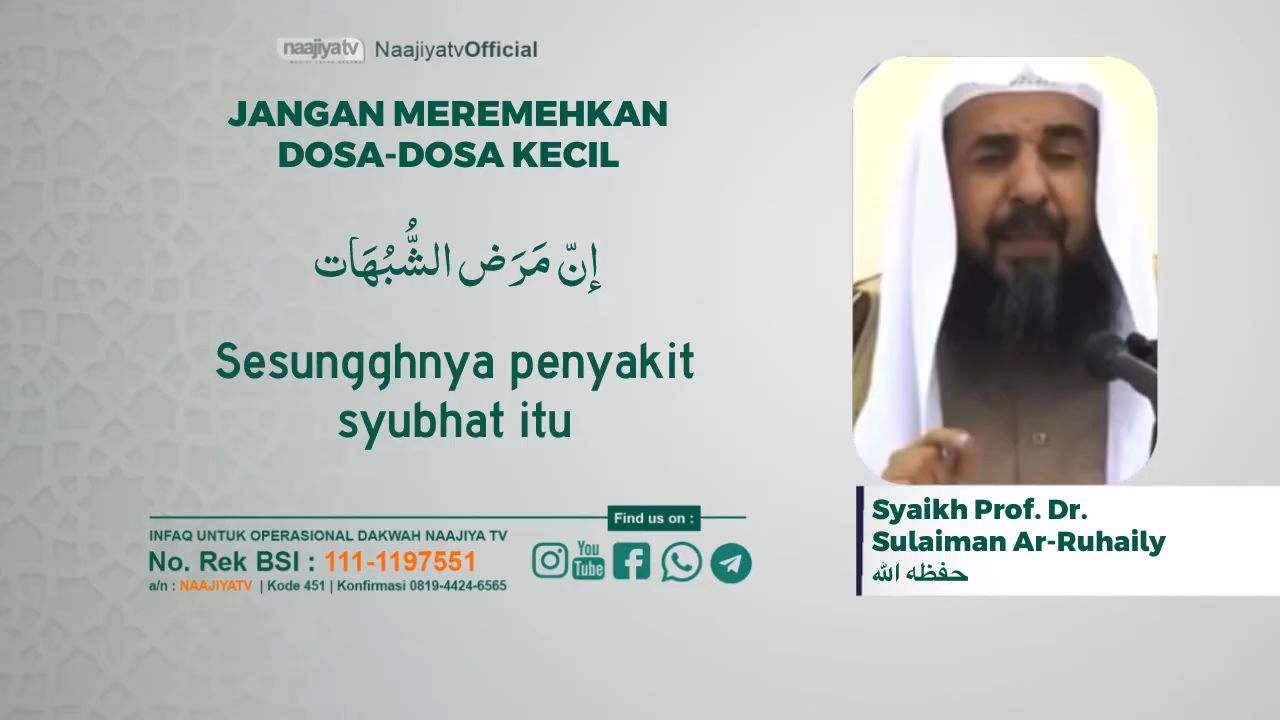 naajiyatv NaajiyatvOfficial
JANGAN MEREMEHKAN
DOSA-DOSA KECIL
إنّ مَرَض الشُّبُهَات
Sesungghnya penyakit
syubhat itu
Find us on :
INFAQ UNTUK OPERASIONAL DAKWAH NAAJIYA TV
No. Rek BSI : 111-1197551
a/n : NAAJIYATV | Kode 451 | Konfirmasi 0819-4424-6565
You
Tube
Syaikh Prof. Dr.
Sulaiman Ar-Ruhaily
حفظه الله